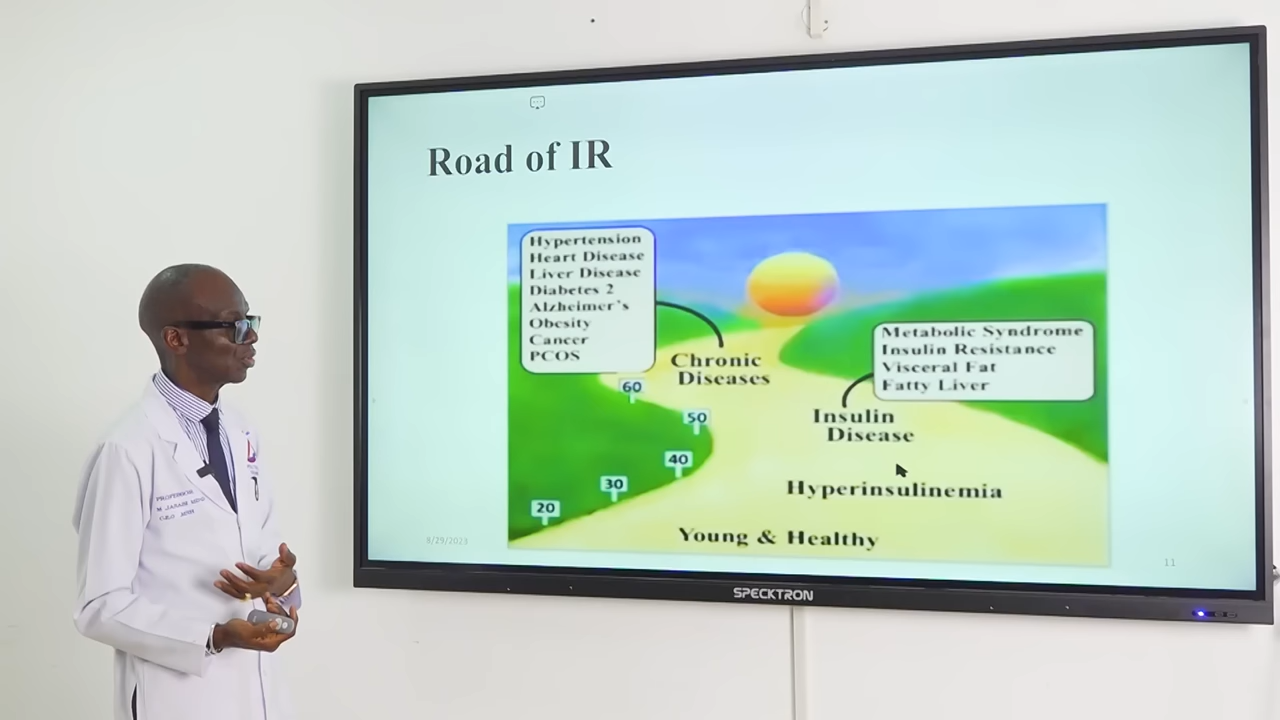 Road of IR
Hypertension
Heart Disease
Liver Disease
Diabetes 2
Alzheimer's
Obesity
Cancer
PCOS
Chronic
Diseases
Metabolic Syndrome
Insulin Resistance
Visceral Fat
Fatty Liver
Insulin
Disease
60
50
40
30
20
Hyperinsulinemia
Young & Healthy
8/29/2023
11
SPECKTRON
PROFESSOR